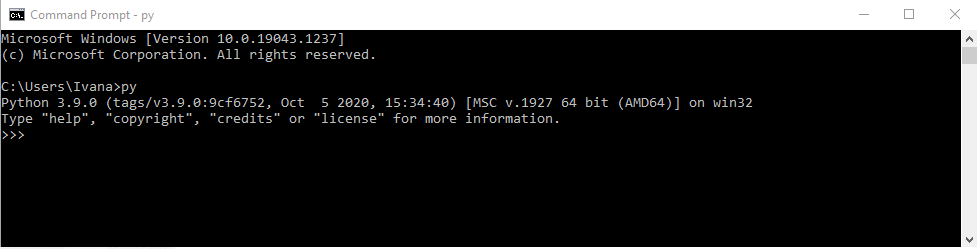 Command Prompt - py
Microsoft Windows [Version 10.0.19043.1237]
(c) Microsoft Corporation. All rights reserved.
C:\Users\Ivana>py
Python 3.9.0 (tags/v3.9.0:9cf6752, Oct  5 2020, 15:34:40) [MSC v.1927 64 bit (AMD64)] on win32
Type "help", "copyright", "credits" or "license" for more information.
>>>